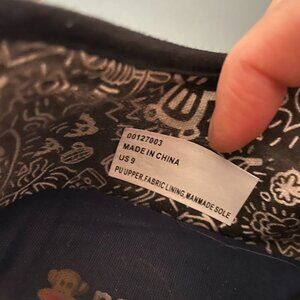 00127803
MADE IN CHINA
US 9
PU UPPER, FABRIC LINING, MANMADE SOLE